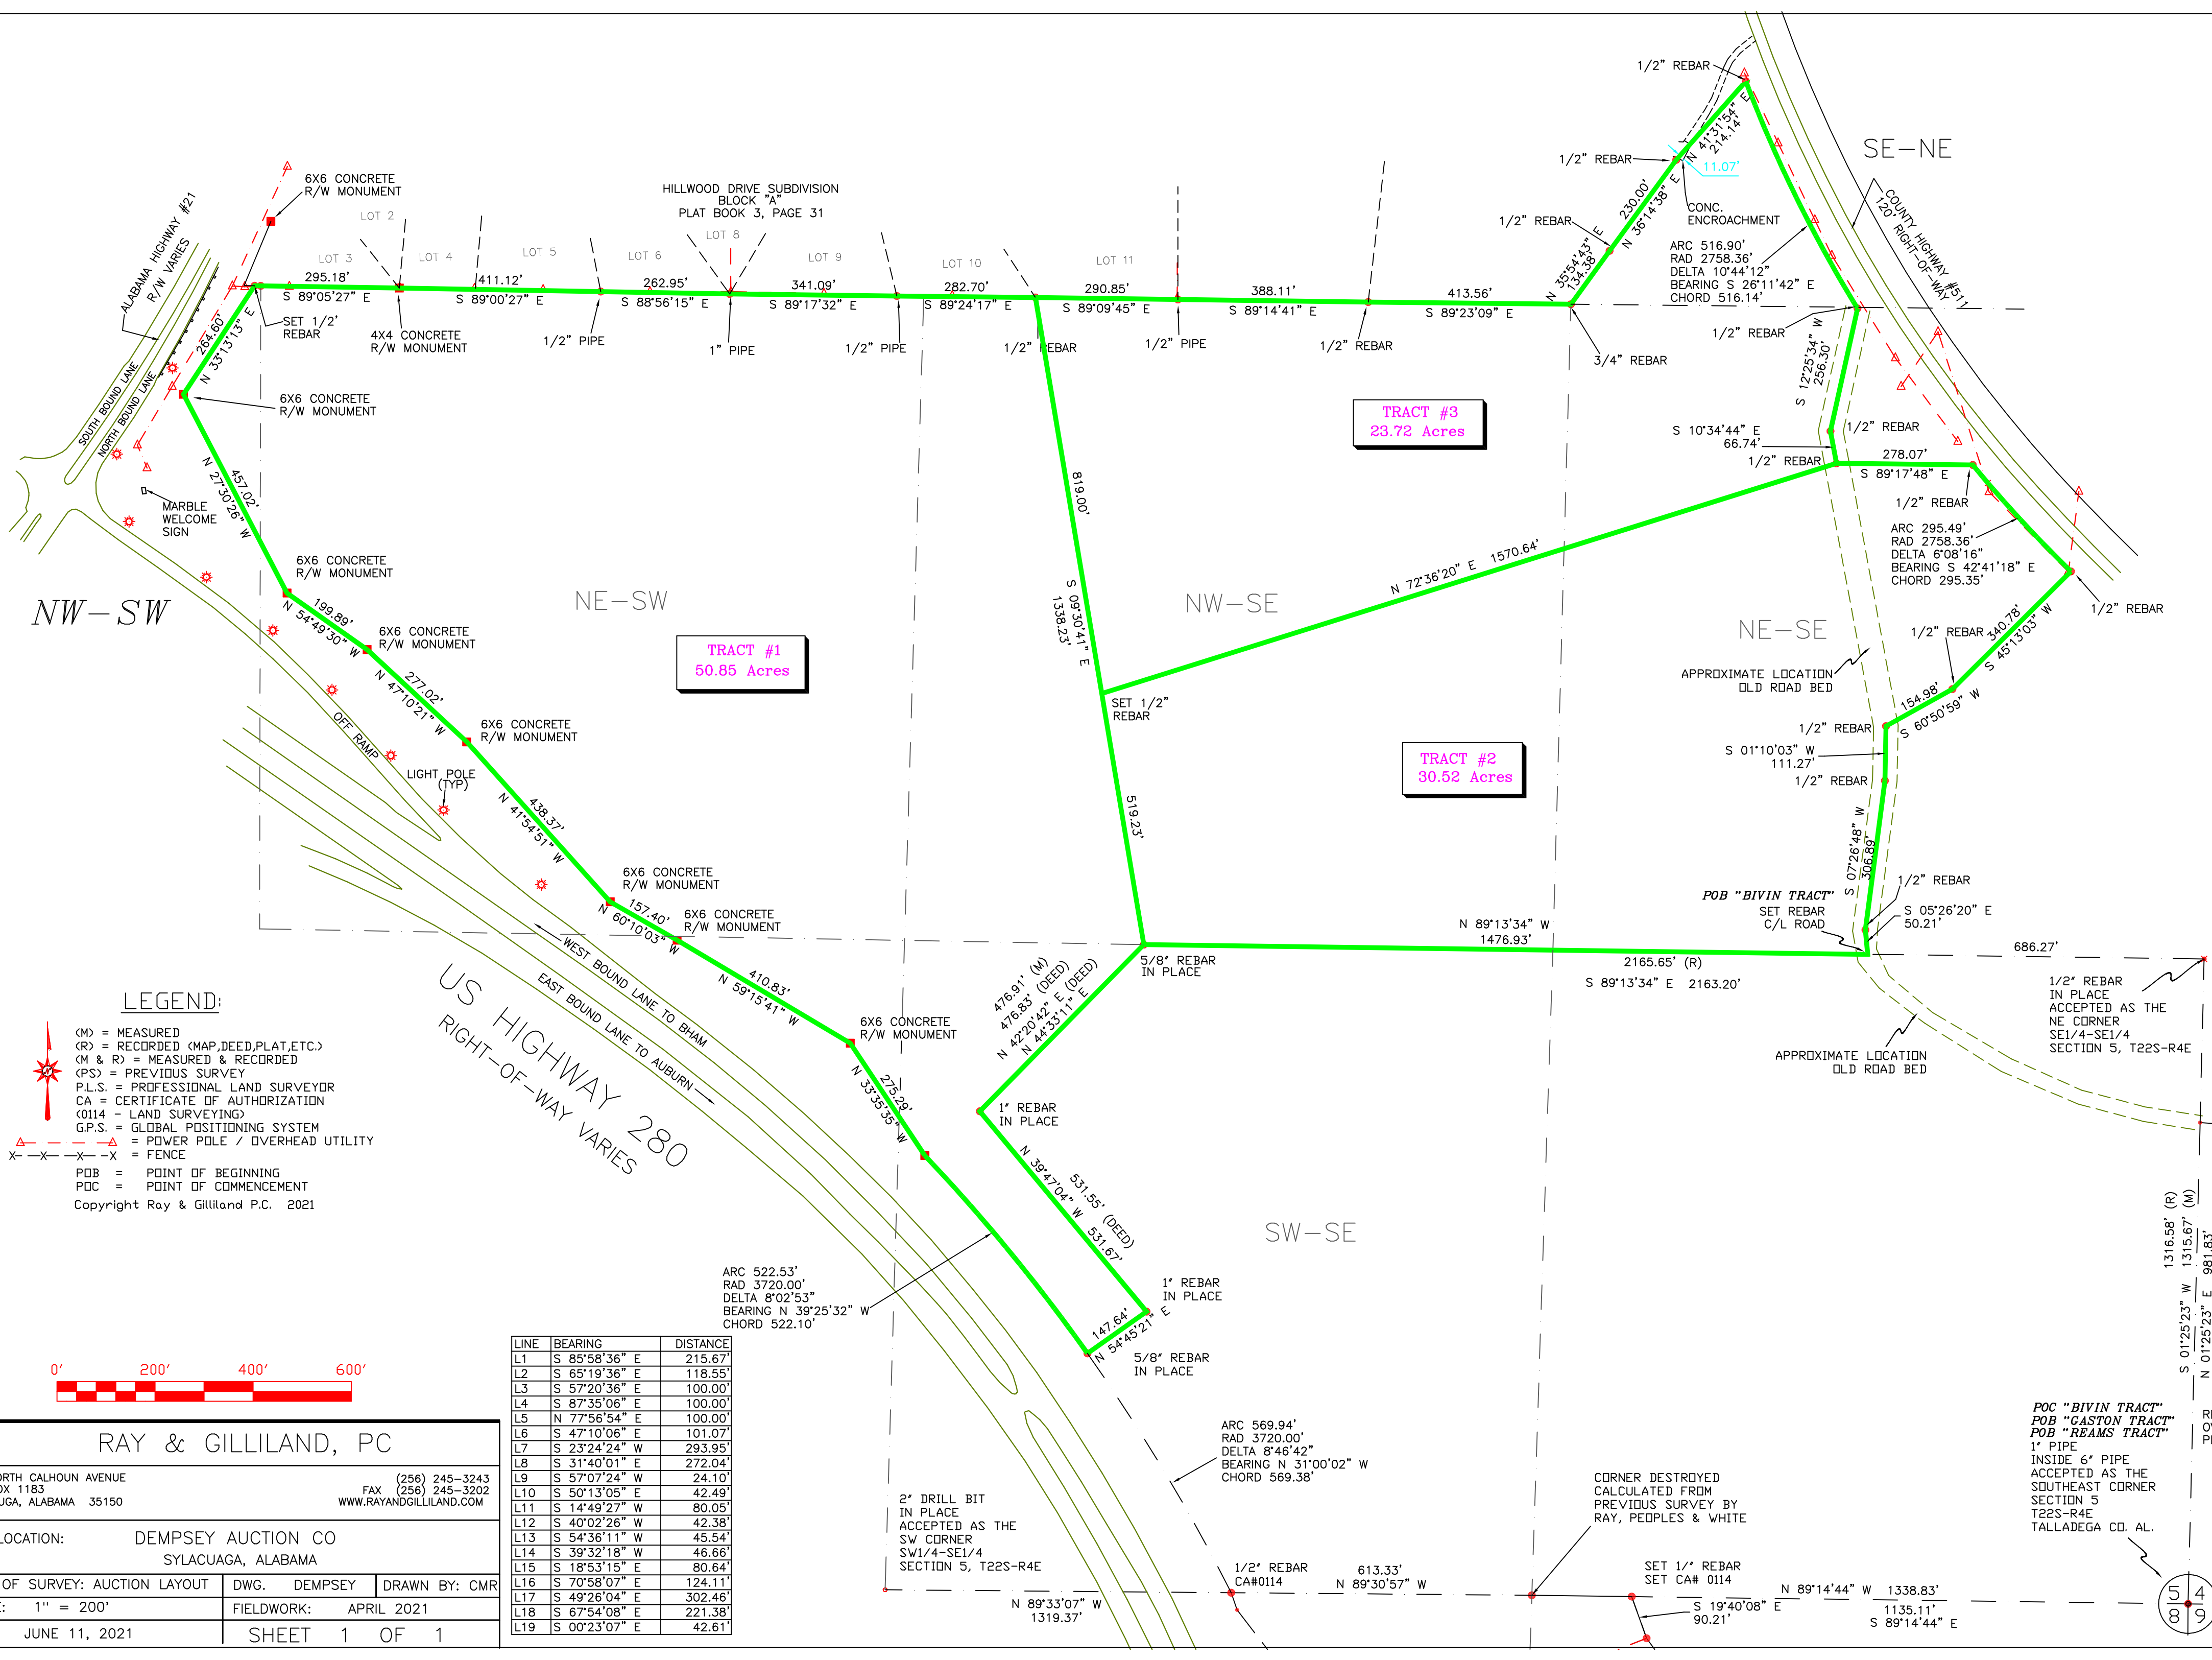 1/2" REBAR
SE-NE
1/2" REBAR
N 41°31'54" E
214.14'
11.07'
CONC.
ENCROACHMENT
COUNTY HIGHWAY #511
120' RIGHT-OF-WAY
6X6 CONCRETE
R/W MONUMENT
ALABAMA HIGHWAY #21
R/W VARIES
HILLWOOD DRIVE SUBDIVISION
BLOCK "A"
PLAT BOOK 3, PAGE 31
LOT 2
LOT 3
LOT 4
LOT 5
LOT 6
LOT 8
LOT 9
LOT 10
LOT 11
1/2" REBAR
230.00'
N 36°14'38" E
N 35°54'43" E
134.38'
ARC 516.90'
RAD 2758.36'
DELTA 10°44'12"
BEARING S 26°11'42" E
CHORD 516.14'
295.18'
S 89°05'27" E
411.12'
S 89°00'27" E
262.95'
S 88°56'15" E
341.09'
S 89°17'32" E
282.70'
S 89°24'17" E
290.85'
S 89°09'45" E
388.11'
S 89°14'41" E
413.56'
S 89°23'09" E
264.60'
N 33°13'13" E
SET 1/2'
REBAR
4X4 CONCRETE
R/W MONUMENT
1/2" PIPE
1" PIPE
1/2" PIPE
1/2" REBAR
1/2" PIPE
1/2" REBAR
3/4" REBAR
1/2" REBAR
S 12°25'34" W
256.30'
SOUTH BOUND LANE
NORTH BOUND LANE
6X6 CONCRETE
R/W MONUMENT
TRACT #3
23.72 Acres
S 10°34'44" E
66.74'
1/2" REBAR
1/2" REBAR
278.07'
S 89°17'48" E
1/2" REBAR
457.02'
N 27°30'26" W
MARBLE
WELCOME
SIGN
819.00'
S 09°30'41" E
1338.23'
N 72°36'20" E 1570.64'
ARC 295.49'
RAD 2758.36'
DELTA 6°08'16"
BEARING S 42°41'18" E
CHORD 295.35'
6X6 CONCRETE
R/W MONUMENT
NW-SW
NE-SW
NW-SE
NE-SE
1/2" REBAR
199.89'
N 54°49'30" W
6X6 CONCRETE
R/W MONUMENT
TRACT #1
50.85 Acres
1/2" REBAR
340.78'
S 45°13'03" W
APPROXIMATE LOCATION
OLD ROAD BED
277.02'
N 47°10'21" W
SET 1/2"
REBAR
154.98'
S 60°50'59" W
6X6 CONCRETE
R/W MONUMENT
OFF RAMP
1/2" REBAR
S 01°10'03" W
111.27'
1/2" REBAR
TRACT #2
30.52 Acres
LIGHT POLE
(TYP)
438.37'
N 41°54'51" W
519.23'
S 07°26'48" W
306.89'
6X6 CONCRETE
R/W MONUMENT
157.40'
N 60°10'03" W
6X6 CONCRETE
R/W MONUMENT
POB "BIVIN TRACT"
SET REBAR
C/L ROAD
1/2" REBAR
S 05°26'20" E
50.21'
N 89°13'34" W
1476.93'
686.27'
2165.65' (R)
S 89°13'34" E 2163.20'
5/8" REBAR
IN PLACE
WEST BOUND LANE TO BHAM
EAST BOUND LANE TO AUBURN
410.83'
N 59°15'41" W
476.91' (M)
476.83' (DEED)
N 42°20'42" E (DEED)
N 44°33'11" E
1/2" REBAR
IN PLACE
ACCEPTED AS THE
NE CORNER
SE1/4-SE1/4
SECTION 5, T22S-R4E
US HIGHWAY 280
RIGHT-OF-WAY VARIES
6X6 CONCRETE
R/W MONUMENT
APPROXIMATE LOCATION
OLD ROAD BED
275.29'
N 33°35'35" W
1" REBAR
IN PLACE
LEGEND:
(M) = MEASURED
(R) = RECORDED (MAP,DEED,PLAT,ETC.)
(M & R) = MEASURED & RECORDED
(PS) = PREVIOUS SURVEY
P.L.S. = PROFESSIONAL LAND SURVEYOR
CA = CERTIFICATE OF AUTHORIZATION
(0114 - LAND SURVEYING)
G.P.S. = GLOBAL POSITIONING SYSTEM
= POWER POLE / OVERHEAD UTILITY
X- -X- -X- -X = FENCE
POB = POINT OF BEGINNING
POC = POINT OF COMMENCEMENT
Copyright Ray & Gilliland P.C. 2021
531.55' (DEED)
N 39°47'04" W 531.67'
SW-SE
1316.58' (R)
S 01°25'23" W 1315.67' (M)
N 01°25'23" E 981.83'
ARC 522.53'
RAD 3720.00'
DELTA 8°02'53"
BEARING N 39°25'32" W
CHORD 522.10'
1" REBAR
IN PLACE
147.64'
N 54°45'21" E
5/8" REBAR
IN PLACE
0' 200' 400' 600'
LINE BEARING DISTANCE
L1 S 85°58'36" E 215.67'
L2 S 65°19'36" E 118.55'
L3 S 57°20'36" E 100.00'
L4 S 87°35'06" E 100.00'
L5 N 77°56'54" E 100.00'
L6 S 47°10'06" E 101.07'
L7 S 23°24'24" W 293.95'
L8 S 31°40'01" E 272.04'
L9 S 57°07'24" W 24.10'
L10 S 50°13'05" E 42.49'
L11 S 14°49'27" W 80.05'
L12 S 40°02'26" W 42.38'
L13 S 54°36'11" W 45.54'
L14 S 39°32'18" W 46.66'
L15 S 18°53'15" E 80.64'
L16 S 70°58'07" E 124.11'
L17 S 49°26'04" E 302.46'
L18 S 67°54'08" E 221.38'
L19 S 00°23'07" E 42.61'
ARC 569.94'
RAD 3720.00'
DELTA 8°46'42"
BEARING N 31°00'02" W
CHORD 569.38'
POC "BIVIN TRACT"
POB "GASTON TRACT"
POB "REAMS TRACT"
1" PIPE
INSIDE 6" PIPE
ACCEPTED AS THE
SOUTHEAST CORNER
SECTION 5
T22S-R4E
TALLADEGA CO. AL.
2" DRILL BIT
IN PLACE
ACCEPTED AS THE
SW CORNER
SW1/4-SE1/4
SECTION 5, T22S-R4E
CORNER DESTROYED
CALCULATED FROM
PREVIOUS SURVEY BY
RAY, PEOPLES & WHITE
1/2" REBAR
CA#0114
613.33'
N 89°30'57" W
SET 1/" REBAR
SET CA# 0114
N 89°14'44" W 1338.83'
N 89°33'07" W
1319.37'
S 19°40'08" E
90.21'
1135.11'
S 89°14'44" E
5 4
8 9
RAY & GILLILAND, PC
ORTH CALHOUN AVENUE
OX 1183
UGA, ALABAMA 35150
(256) 245-3243
FAX (256) 245-3202
WWW.RAYANDGILLILAND.COM
LOCATION: DEMPSEY AUCTION CO
SYLACUAGA, ALABAMA
OF SURVEY: AUCTION LAYOUT DWG. DEMPSEY DRAWN BY: CMR
E: 1" = 200' FIELDWORK: APRIL 2021
JUNE 11, 2021 SHEET 1 OF 1